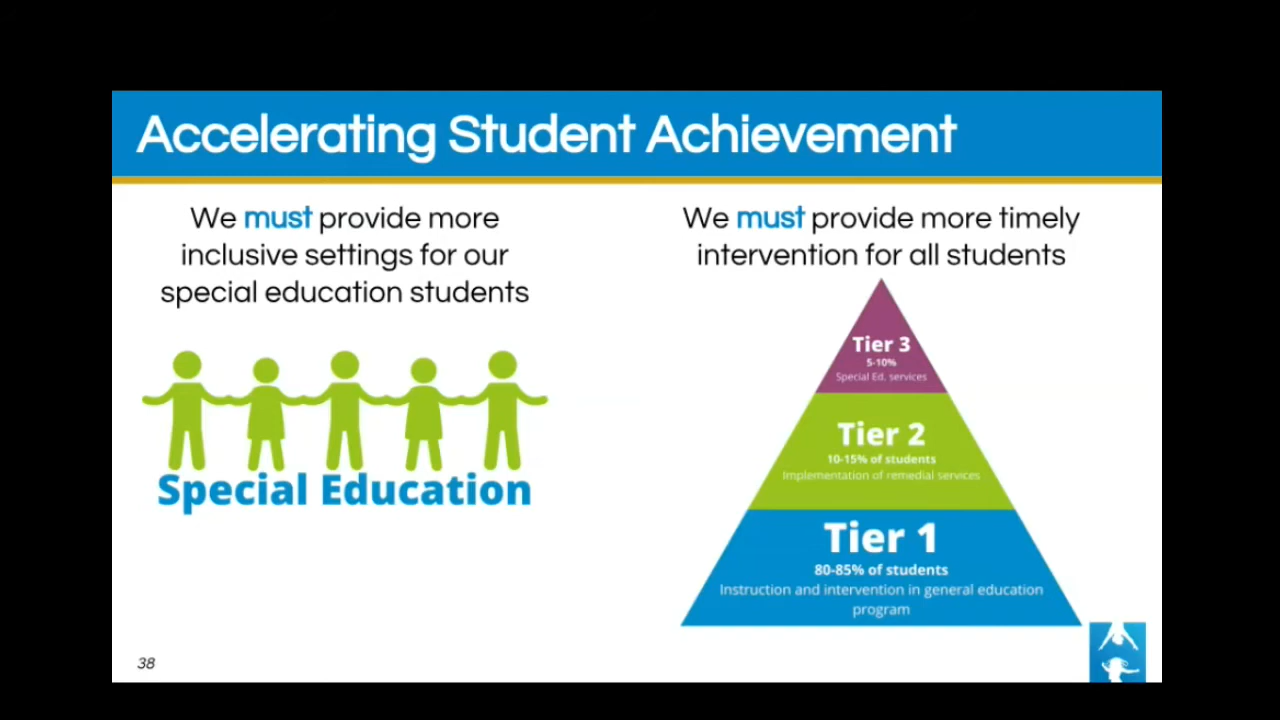 Accelerating Student Achievement
We must provide more
inclusive settings for our
special education students
Special Education
We must provide more timely
intervention for all students
Tier 3
5-10%
Special Ed. services
Tier 2
10-15% of students
Implementation of remedial services
Tier 1
80-85% of students
Instruction and intervention in general education
program
38